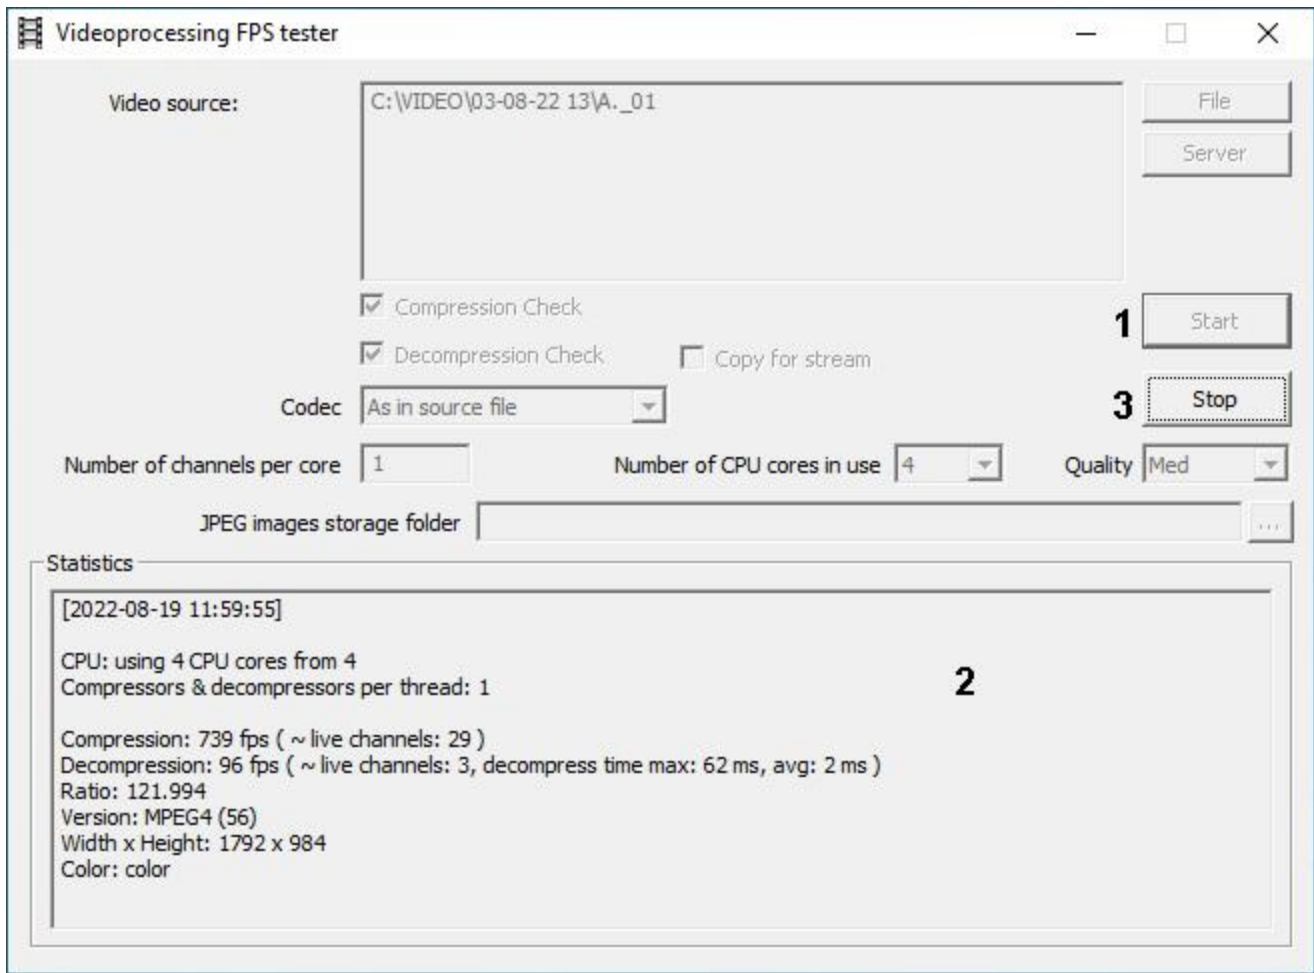 Videoprocessing FPS tester
Video source:
C:\VIDEO\03-08-22 13\A._01
File
Server
Compression Check
1
Start
Decompression Check
Copy for stream
Codec
As in source file
3
Stop
Number of channels per core
1
Number of CPU cores in use
4
Quality
Med
JPEG images storage folder
...
Statistics
[2022-08-19 11:59:55]
2
CPU: using 4 CPU cores from 4
Compressors & decompressors per thread: 1
Compression: 739 fps ( ~ live channels: 29 )
Decompression: 96 fps ( ~ live channels: 3, decompress time max: 62 ms, avg: 2 ms )
Ratio: 121.994
Version: MPEG4 (56)
Width x Height: 1792 x 984
Color: color